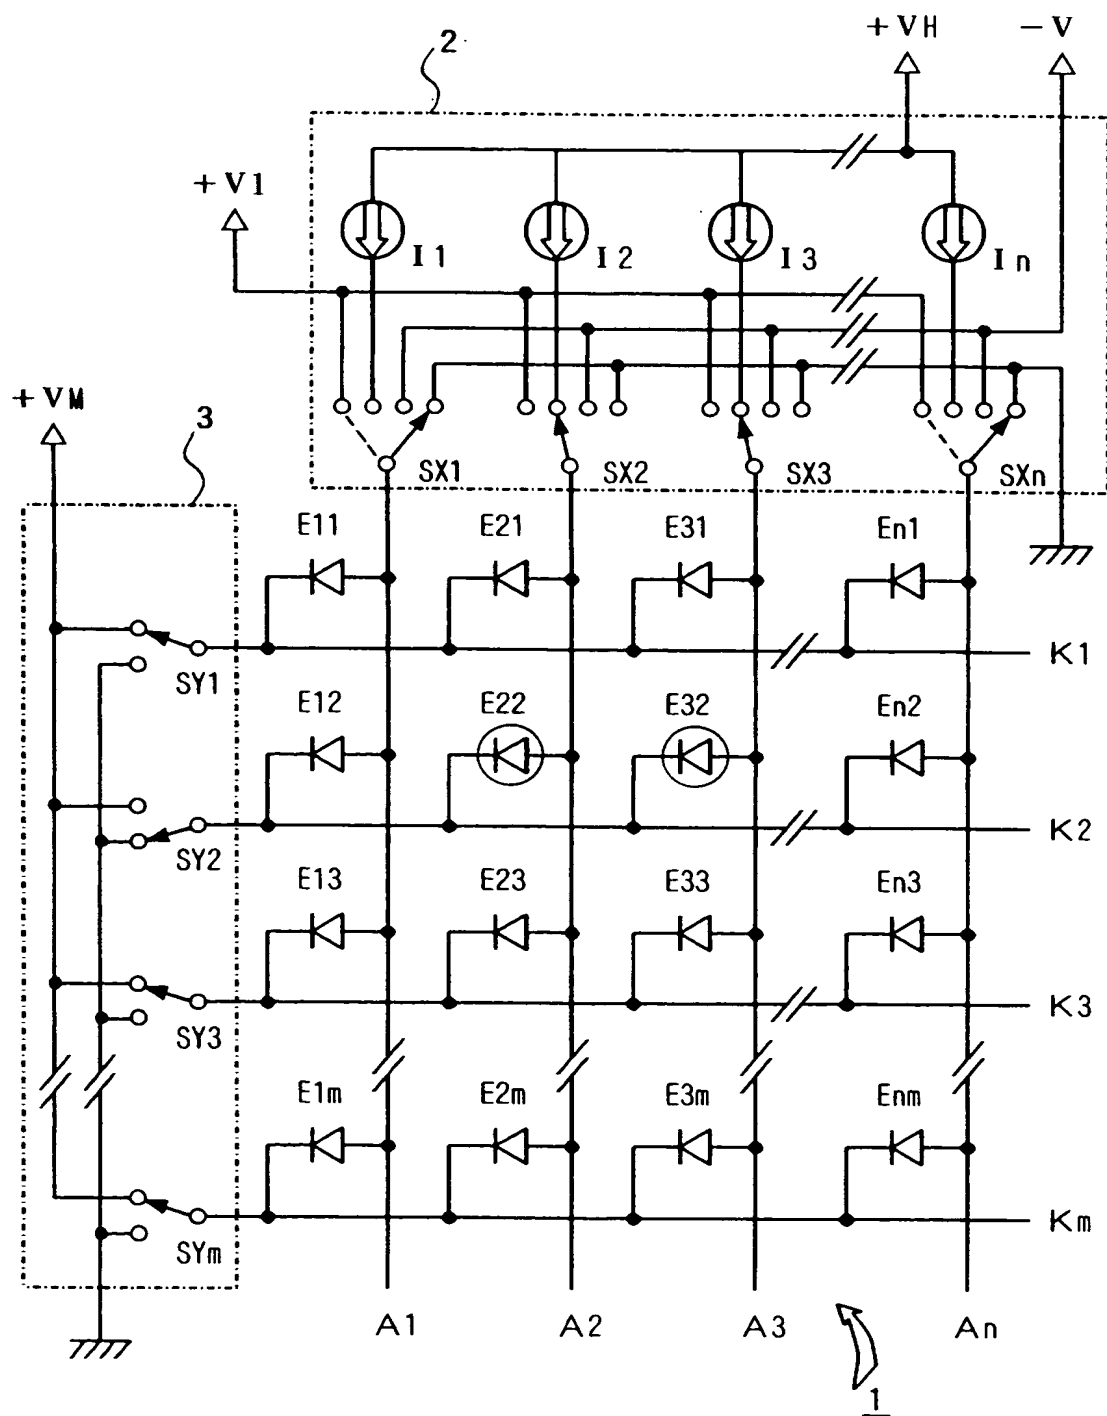 +VH -V
2
+V1
I1 I2 I3 In
+VM
3
SX1 SX2 SX3 SXn
E11 E21 E31 En1
SY1
K1
E12 E22 E32 En2
SY2
K2
E13 E23 E33 En3
SY3
K3
E1m E2m E3m Enm
SYm
Km
A1 A2 A3 An
1